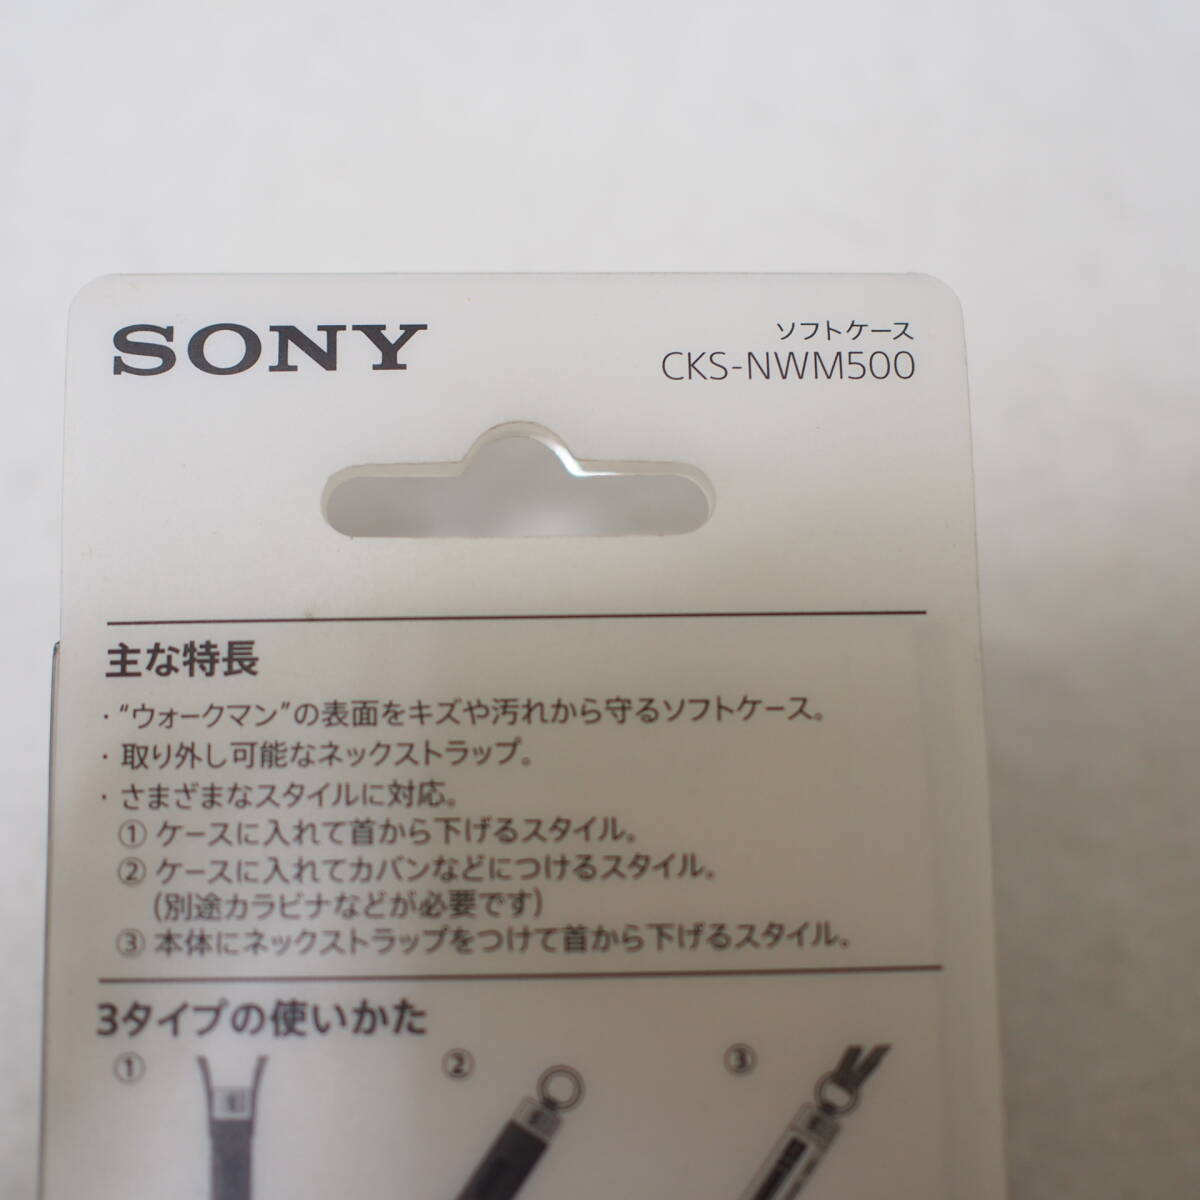 SONY
ソフトケース
CKS-NWM500
主な特長
・“ウォークマン”の表面をキズや汚れから守るソフトケース。
・取り外し可能なネックストラップ。
・さまざまなスタイルに対応。
① ケースに入れて首から下げるスタイル。
② ケースに入れてカバンなどにつけるスタイル。
(別途カラビナなどが必要です)
③ 本体にネックストラップをつけて首から下げるスタイル。
3タイプの使いかた
① ② ③